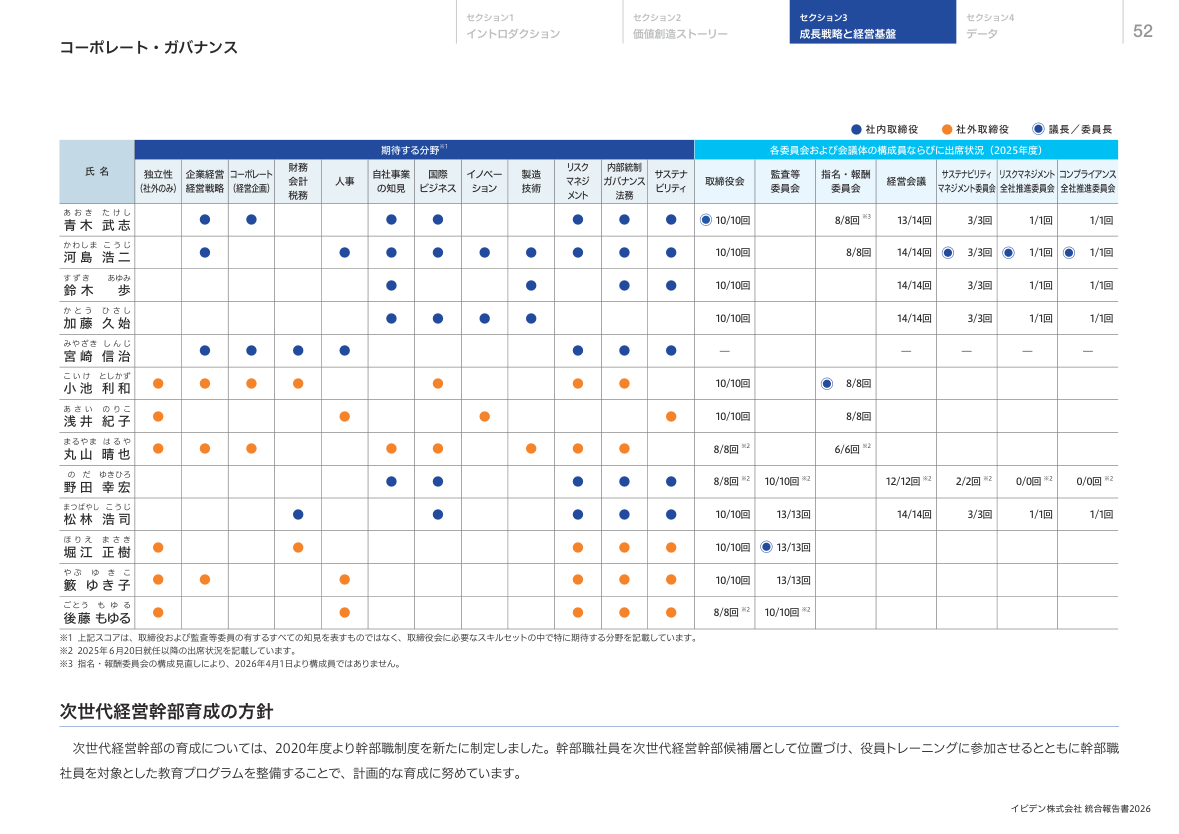 コーポレート・ガバナンス
セクション1
イントロダクション
セクション2
価値創造ストーリー
セクション3
成長戦略と経営基盤
セクション4
データ
52
● 社内取締役 ● 社外取締役 ◉ 議長／委員長
氏 名 期待する分野※1 各委員会および会議体の構成員ならびに出席状況（2025年度）
独立性（社外のみ） 企業経営 経営戦略 コーポレート（経営企画） 財務 会計 税務 人事 自社事業の知見 国際ビジネス イノベーション 製造技術 リスクマネジメント 内部統制 ガバナンス 法務 サステナビリティ 取締役会 監査等委員会 指名・報酬委員会 経営会議 サステナビリティマネジメント委員会 リスクマネジメント全社推進委員会 コンプライアンス全社推進委員会
あおき たけし
青木 武志 ● ● ● ● ● ● ● ◉ 10/10回 8/8回 ※3 13/14回 3/3回 1/1回 1/1回
かわしま こうじ
河島 浩二 ● ● ● ● ● ● ● ● ● 10/10回 8/8回 14/14回 ◉ 3/3回 ◉ 1/1回 ◉ 1/1回
すずき あゆみ
鈴木 歩 ● ● ● ● 10/10回 14/14回 3/3回 1/1回 1/1回
かとう ひさし
加藤 久始 ● ● ● ● 10/10回 14/14回 3/3回 1/1回 1/1回
みやざき しんじ
宮崎 信治 ● ● ● ● ● ● ● ― ― ― ― ―
こいけ としかず
小池 利和 ● ● ● ● ● ● ● 10/10回 ◉ 8/8回
あさい のりこ
浅井 紀子 ● ● ● ● 10/10回 8/8回
まるやま はるや
丸山 晴也 ● ● ● ● ● ● ● ● 8/8回 ※2 6/6回 ※2
のだ ゆきひろ
野田 幸宏 ● ● ● ● ● 8/8回 ※2 10/10回 ※2 12/12回 ※2 2/2回 ※2 0/0回 ※2 0/0回 ※2
まつばやし こうじ
松林 浩司 ● ● ● ● ● 10/10回 13/13回 14/14回 3/3回 1/1回 1/1回
ほりえ まさき
堀江 正樹 ● ● ● ● ● 10/10回 ◉ 13/13回
やぶ ゆきこ
籔 ゆき子 ● ● ● ● ● ● 10/10回 13/13回
ごとう もゆる
後藤 もゆる ● ● ● ● ● 8/8回 ※2 10/10回 ※2
※1 上記スコアは、取締役および監査等委員の有するすべての知見を表すものではなく、取締役会に必要なスキルセットの中で特に期待する分野を記載しています。
※2 2025年6月20日就任以降の出席状況を記載しています。
※3 指名・報酬委員会の構成見直しにより、2026年4月1日より構成員ではありません。
次世代経営幹部育成の方針
次世代経営幹部の育成については、2020年度より幹部職制度を新たに制定しました。幹部職社員を次世代経営幹部候補層として位置づけ、役員トレーニングに参加させるとともに幹部職
社員を対象とした教育プログラムを整備することで、計画的な育成に努めています。
イビデン株式会社 統合報告書2026